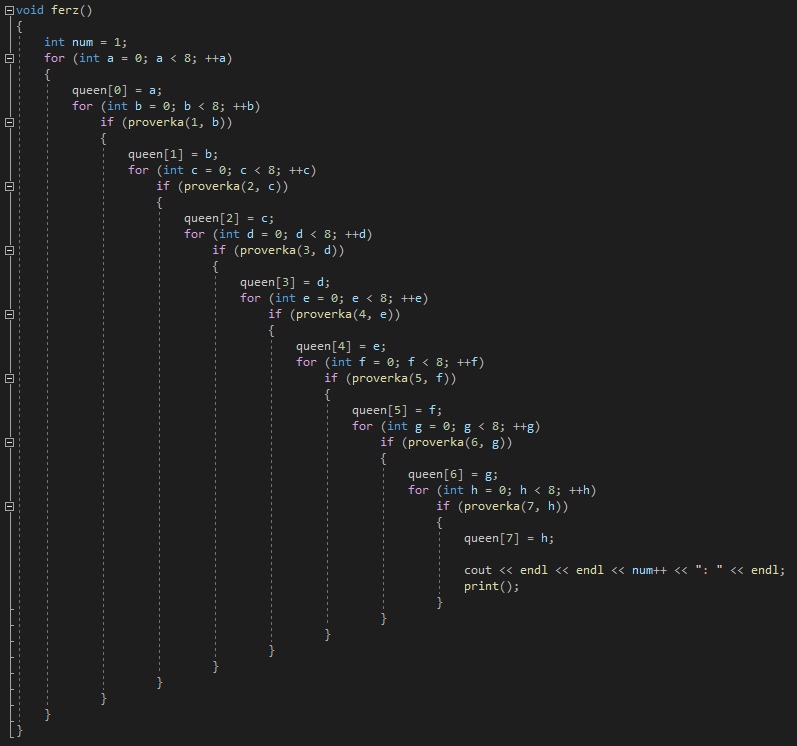 void ferz()
{
    int num = 1;
    for (int a = 0; a < 8; ++a)
    {
        queen[0] = a;
        for (int b = 0; b < 8; ++b)
            if (proverka(1, b))
            {
                queen[1] = b;
                for (int c = 0; c < 8; ++c)
                    if (proverka(2, c))
                    {
                        queen[2] = c;
                        for (int d = 0; d < 8; ++d)
                            if (proverka(3, d))
                            {
                                queen[3] = d;
                                for (int e = 0; e < 8; ++e)
                                    if (proverka(4, e))
                                    {
                                        queen[4] = e;
                                        for (int f = 0; f < 8; ++f)
                                            if (proverka(5, f))
                                            {
                                                queen[5] = f;
                                                for (int g = 0; g < 8; ++g)
                                                    if (proverka(6, g))
                                                    {
                                                        queen[6] = g;
                                                        for (int h = 0; h < 8; ++h)
                                                            if (proverka(7, h))
                                                            {
                                                                queen[7] = h;

                                                                cout << endl << endl << num++ << ": " << endl;
                                                                print();
                                                            }
                                                    }
                                            }
                                    }
                            }
                    }
            }
    }
}